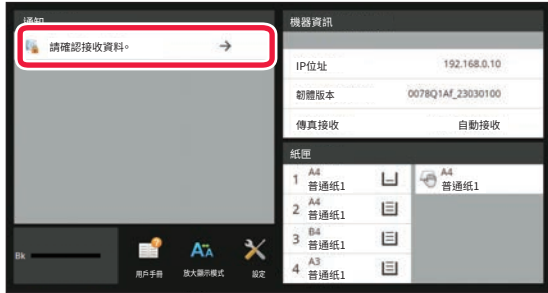 通知
請確認接收資料。
Bk
用戶手冊
放大顯示模式
設定
機器資訊
IP位址 192.168.0.10
韌體版本 0078Q1Af_23030100
傳真接收 自動接收
紙匣
1 A4
普通紙1
2 A4
普通紙1
3 B4
普通紙1
4 A3
普通紙1
A4
普通紙1